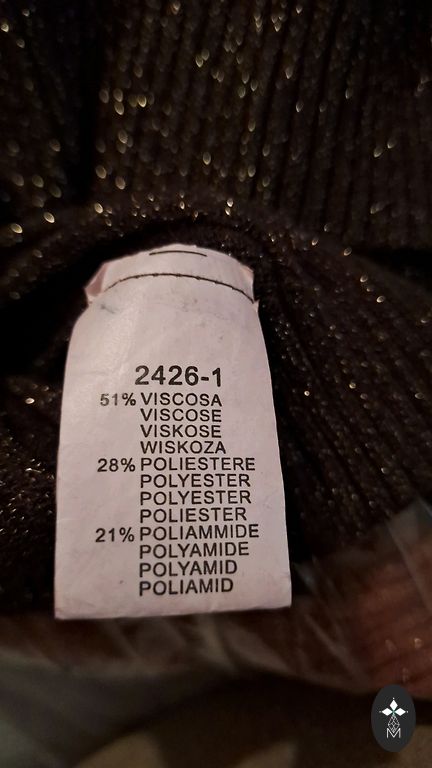 2426-1
51% VISCOSA
VISCOSE
VISKOSE
WISKOZA
28% POLIESTERE
POLYESTER
POLYESTER
POLIESTER
21% POLIAMMIDE
POLYAMIDE
POLYAMID
POLIAMID
M